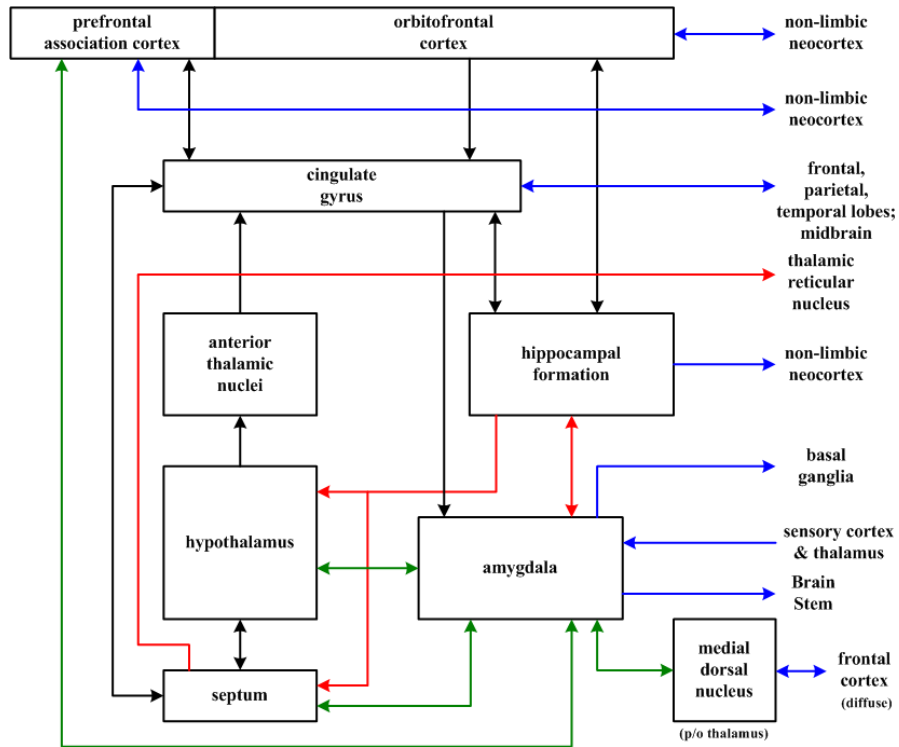 prefrontal
association cortex
orbitofrontal
cortex
non-limbic
neocortex
non-limbic
neocortex
cingulate
gyrus
frontal,
parietal,
temporal lobes;
midbrain
thalamic
reticular
nucleus
anterior
thalamic
nuclei
hippocampal
formation
non-limbic
neocortex
basal
ganglia
hypothalamus
amygdala
sensory cortex
& thalamus
Brain
Stem
septum
medial
dorsal
nucleus
(p/o thalamus)
frontal
cortex
(diffuse)